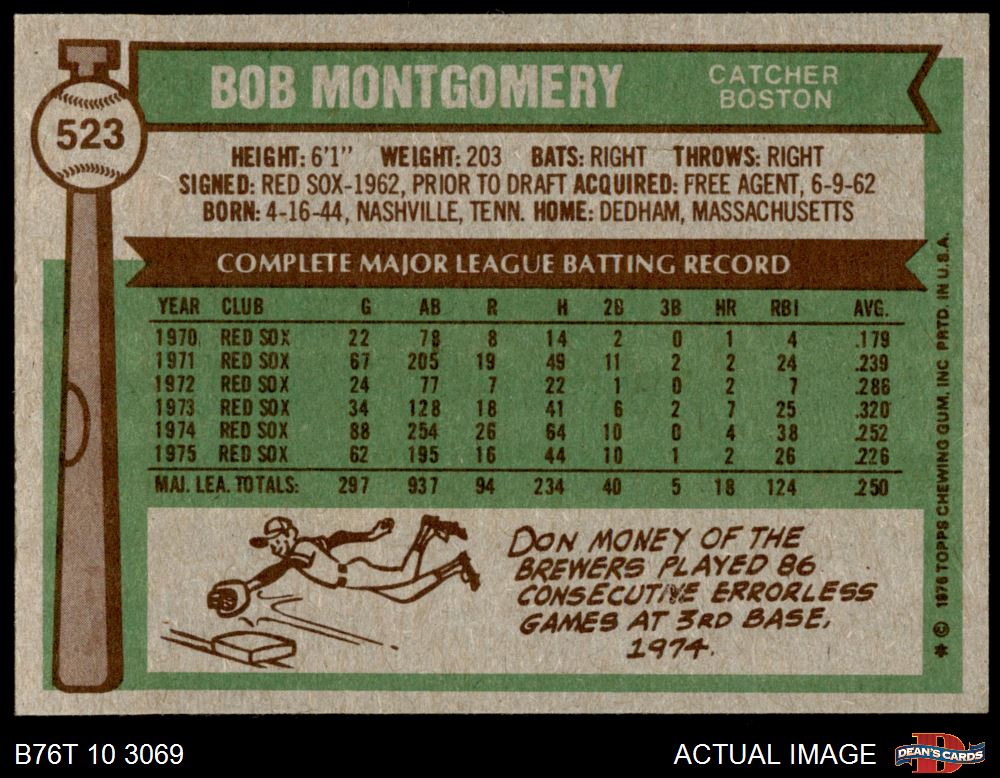 523
BOB MONTGOMERY
CATCHER
BOSTON
HEIGHT: 6'1" WEIGHT: 203 BATS: RIGHT THROWS: RIGHT
SIGNED: RED SOX-1962, PRIOR TO DRAFT ACQUIRED: FREE AGENT, 6-9-62
BORN: 4-16-44, NASHVILLE, TENN. HOME: DEDHAM, MASSACHUSETTS
COMPLETE MAJOR LEAGUE BATTING RECORD
YEAR CLUB G AB R H 2B 3B HR RBI AVG.
1970 RED SOX 22 78 8 14 2 0 1 4 .179
1971 RED SOX 67 205 19 49 11 2 2 24 .239
1972 RED SOX 24 77 7 22 1 0 2 7 .286
1973 RED SOX 34 128 18 41 6 2 7 25 .320
1974 RED SOX 88 254 26 64 10 0 4 38 .252
1975 RED SOX 62 195 16 44 10 1 2 26 .226
MAJ. LEA. TOTALS: 297 937 94 234 40 5 18 124 .250
DON MONEY OF THE
BREWERS PLAYED 86
CONSECUTIVE ERRORLESS
GAMES AT 3RD BASE,
1974.
* © 1976 TOPPS CHEWING GUM, INC PRTD. IN U.S.A.
B76T 10 3069
ACTUAL IMAGE
DEAN'S CARDS